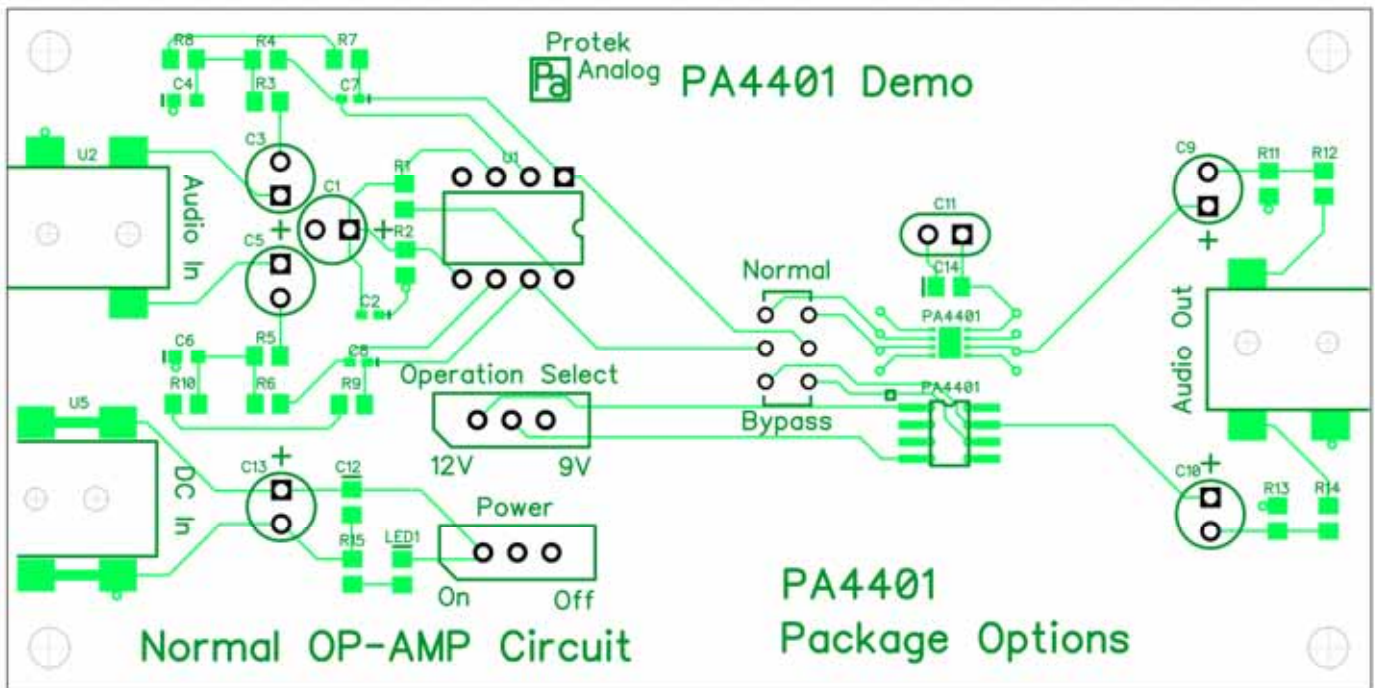 R8
R4
R7
Protek
Analog
Pa
PA4401 Demo
C4
R3
C7
C3
U2
C1
R1
U1
Audio In
C5
R2
C9
R11
R12
C11
Normal
C14
C2
PA4401
C6
R5
C8
R10
R6
R9
Operation Select
12V
9V
Bypass
PA4401
Audio Out
U5
DC In
C13
C12
R15
LED1
Power
On
Off
C10
R13
R14
PA4401
Package Options
Normal OP-AMP Circuit